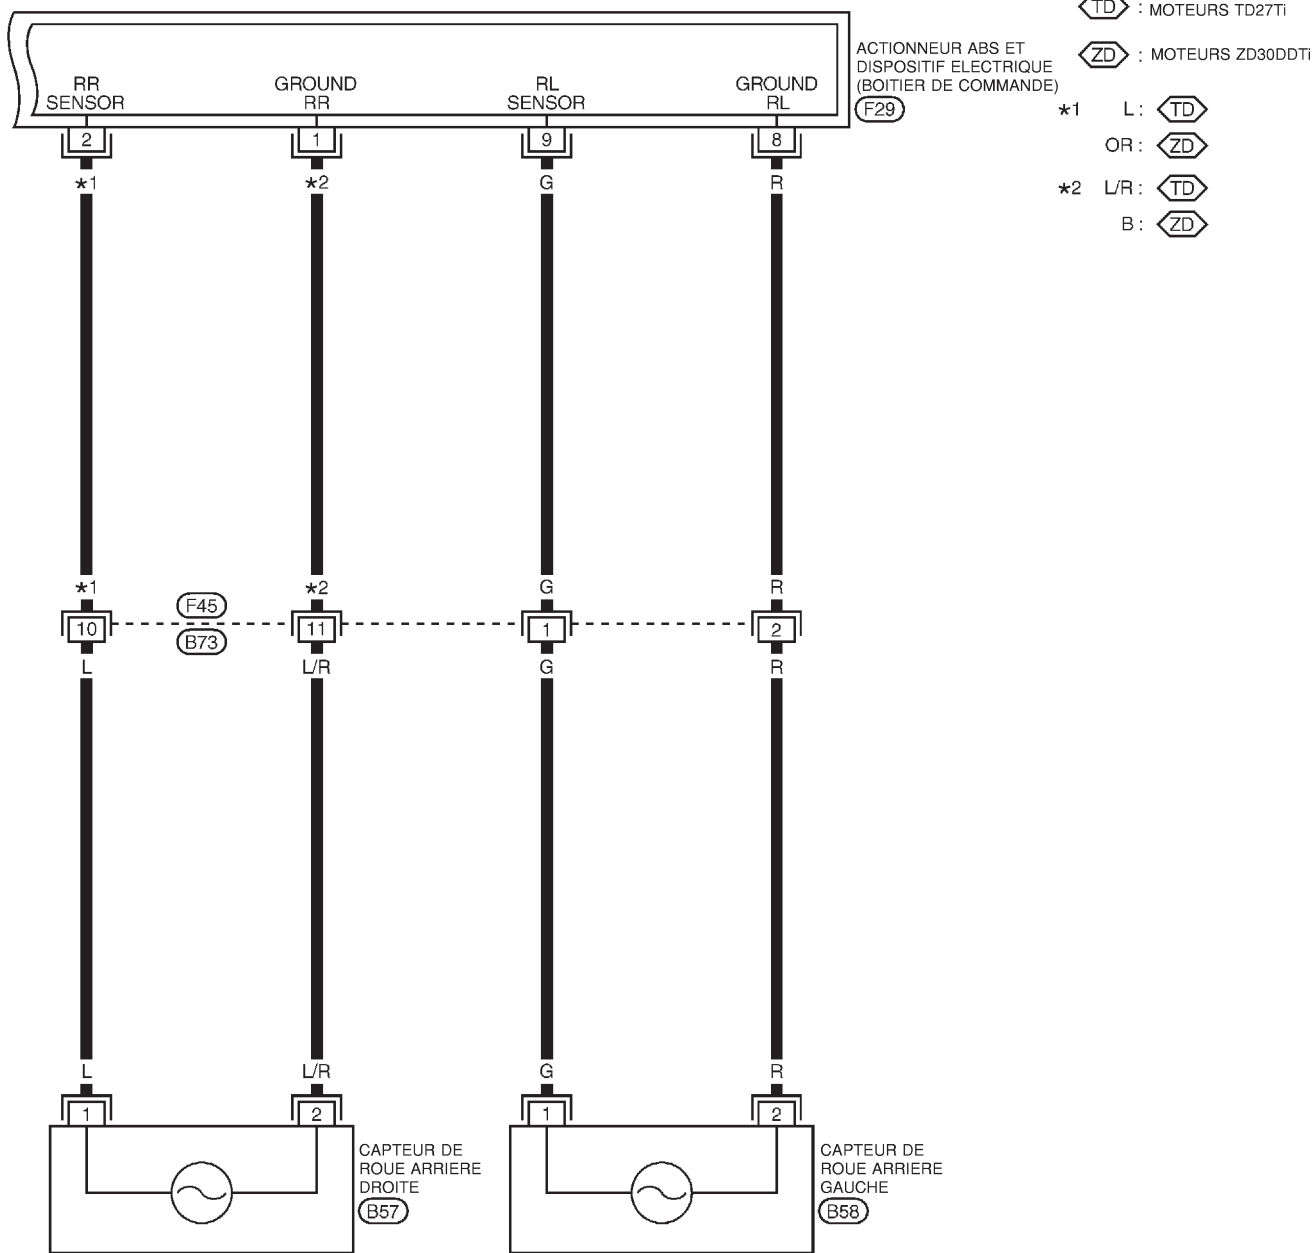 TD : MOTEURS TD27Ti
ACTIONNEUR ABS ET
DISPOSITIF ELECTRIQUE
(BOITIER DE COMMANDE)
F29
ZD : MOTEURS ZD30DDTi
*1 L : TD
OR : ZD
*2 L/R : TD
B : ZD
RR
SENSOR
GROUND
RR
RL
SENSOR
GROUND
RL
2 1 9 8
*1 *2 G R
*1 *2 G R
F45
10 11 1 2
B73
L L/R G R
L L/R G R
1 2 1 2
CAPTEUR DE
ROUE ARRIERE
DROITE
B57
CAPTEUR DE
ROUE ARRIERE
GAUCHE
B58